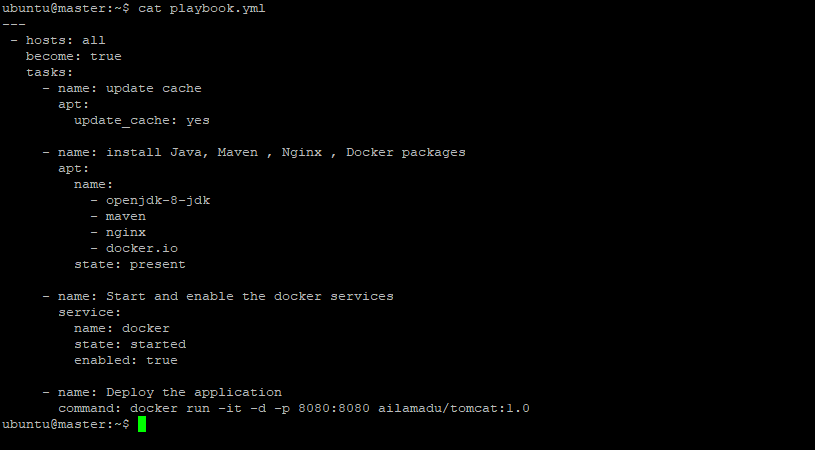 ubuntu@master:~$ cat playbook.yml
---
 - hosts: all
   become: true
   tasks:
     - name: update cache
       apt:
         update_cache: yes

     - name: install Java, Maven , Nginx , Docker packages
       apt:
         name:
           - openjdk-8-jdk
           - maven
           - nginx
           - docker.io
         state: present

     - name: Start and enable the docker services
       service:
         name: docker
         state: started
         enabled: true

     - name: Deploy the application
       command: docker run -it -d -p 8080:8080 ailamadu/tomcat:1.0
ubuntu@master:~$